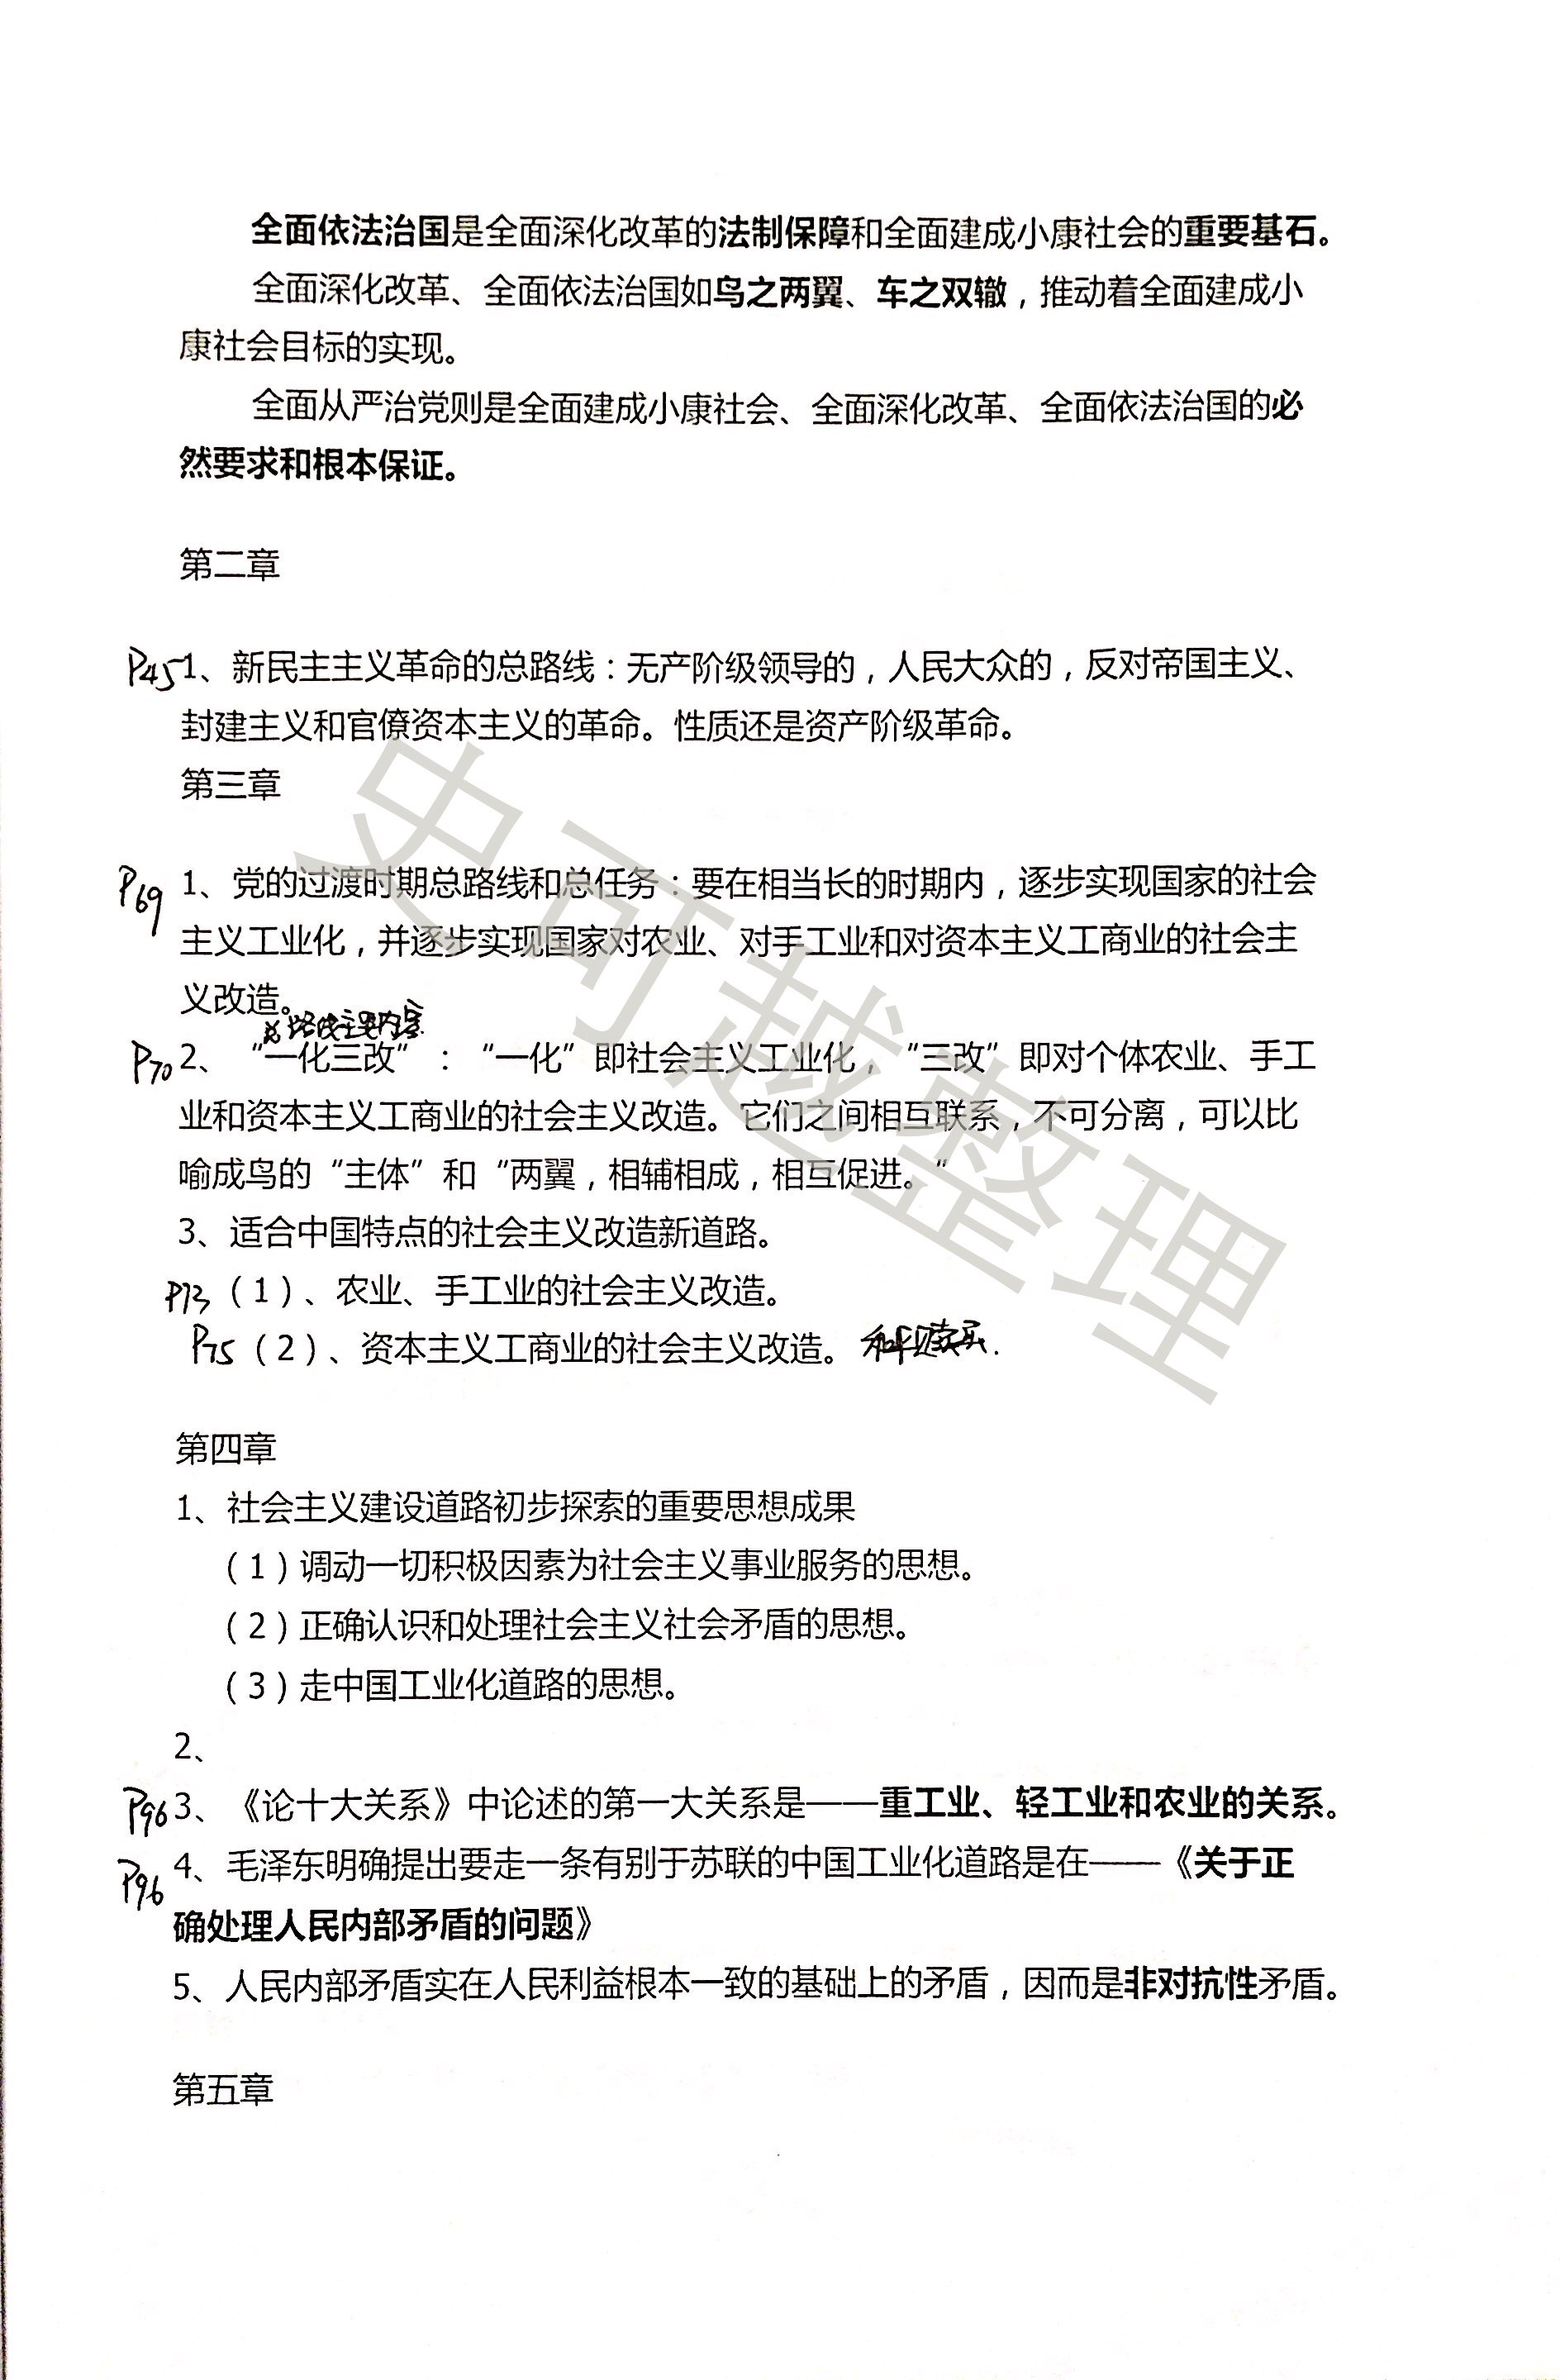 全面依法治国是全面深化改革的法制保障和全面建成小康社会的重要基石。
全面深化改革、全面依法治国如鸟之两翼、车之双辙，推动着全面建成小
康社会目标的实现。
全面从严治党则是全面建成小康社会、全面深化改革、全面依法治国的必
然要求和根本保证。
第二章
P45 1、新民主主义革命的总路线：无产阶级领导的，人民大众的，反对帝国主义、
封建主义和官僚资本主义的革命。性质还是资产阶级革命。
第三章
P69 1、党的过渡时期总路线和总任务：要在相当长的时期内，逐步实现国家的社会
主义工业化，并逐步实现国家对农业、对手工业和对资本主义工商业的社会主
义改造。
路线主要内容
P70 2、“一化三改”：“一化”即社会主义工业化，“三改”即对个体农业、手工
业和资本主义工商业的社会主义改造。它们之间相互联系，不可分离，可以比
喻成鸟的“主体”和“两翼，相辅相成，相互促进。”
3、适合中国特点的社会主义改造新道路。
P73（1）、农业、手工业的社会主义改造。
P75（2）、资本主义工商业的社会主义改造。和平赎买.
第四章
1、社会主义建设道路初步探索的重要思想成果
（1）调动一切积极因素为社会主义事业服务的思想。
（2）正确认识和处理社会主义社会矛盾的思想。
（3）走中国工业化道路的思想。
2、
P96 3、《论十大关系》中论述的第一大关系是——重工业、轻工业和农业的关系。
P96 4、毛泽东明确提出要走一条有别于苏联的中国工业化道路是在——《关于正
确处理人民内部矛盾的问题》
5、人民内部矛盾实在人民利益根本一致的基础上的矛盾，因而是非对抗性矛盾。
第五章
史可越整理